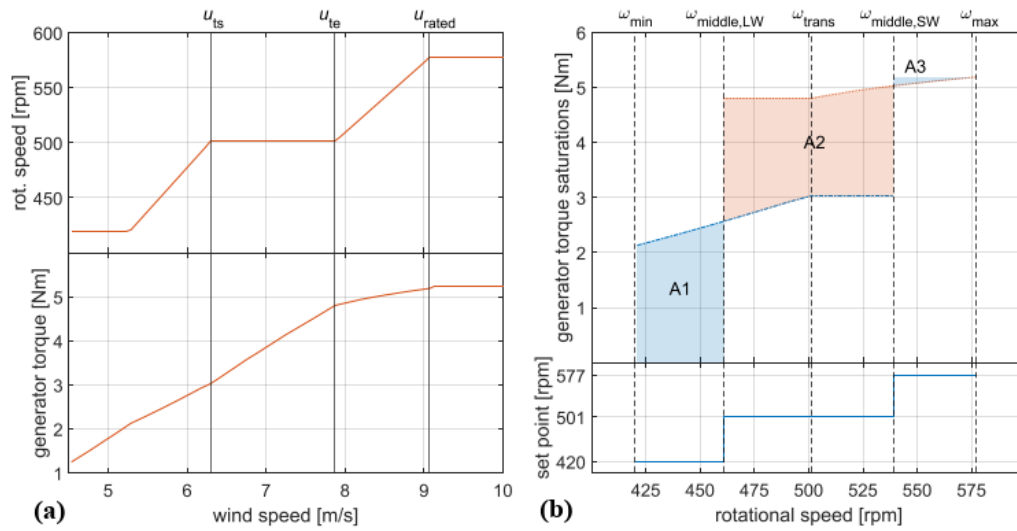 u_ts u_te u_rated
600
550
500
450
rot. speed [rpm]
5
4
3
2
1
generator torque [Nm]
5 6 7 8 9 10
wind speed [m/s]
(a)
ω_min ω_middle,LW ω_trans ω_middle,SW ω_max
6
5
4
3
2
1
generator torque saturations [Nm]
A3
A2
A1
577
501
420
set point [rpm]
425 450 475 500 525 550 575
rotational speed [rpm]
(b)